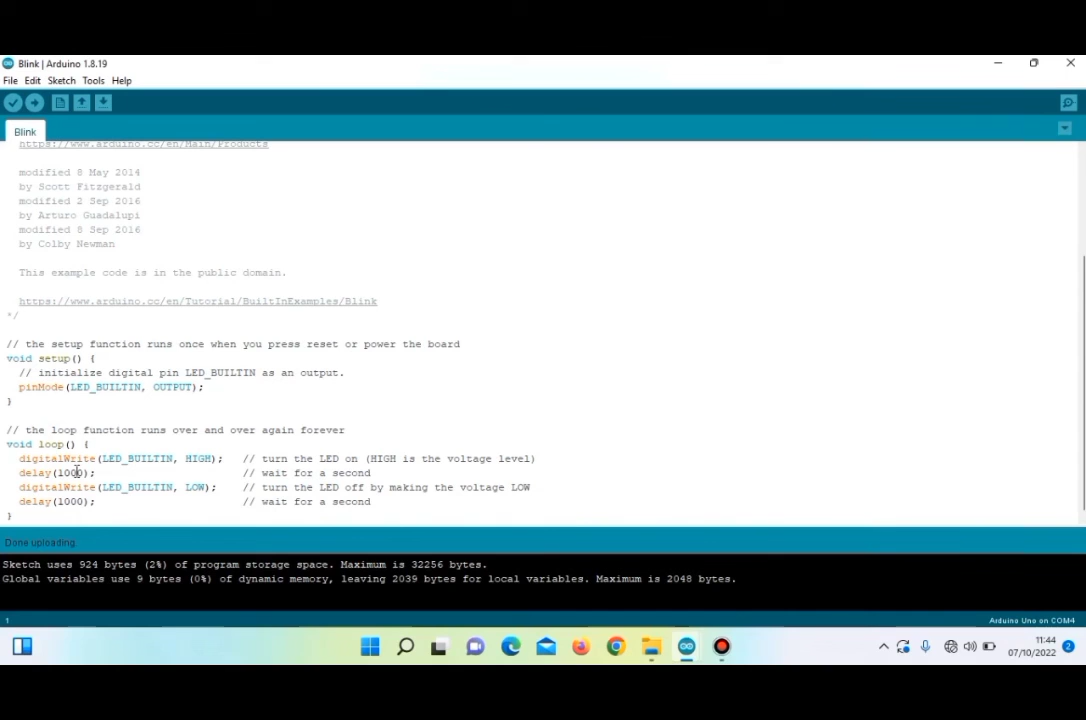 Blink | Arduino 1.8.19
File Edit Sketch Tools Help
Blink
https://www.arduino.cc/en/Main/Products
modified 8 May 2014
by Scott Fitzgerald
modified 2 Sep 2016
by Arturo Guadalupi
modified 8 Sep 2016
by Colby Newman
This example code is in the public domain.
https://www.arduino.cc/en/Tutorial/BuiltInExamples/Blink
*/
// the setup function runs once when you press reset or power the board
void setup() {
// initialize digital pin LED_BUILTIN as an output.
pinMode(LED_BUILTIN, OUTPUT);
}
// the loop function runs over and over again forever
void loop() {
digitalWrite(LED_BUILTIN, HIGH);   // turn the LED on (HIGH is the voltage level)
delay(1000);                       // wait for a second
digitalWrite(LED_BUILTIN, LOW);    // turn the LED off by making the voltage LOW
delay(1000);                       // wait for a second
}
Done uploading.
Sketch uses 924 bytes (2%) of program storage space. Maximum is 32256 bytes.
Global variables use 9 bytes (0%) of dynamic memory, leaving 2039 bytes for local variables. Maximum is 2048 bytes.
1
Arduino Uno on COM4
11:44
07/10/2022
2